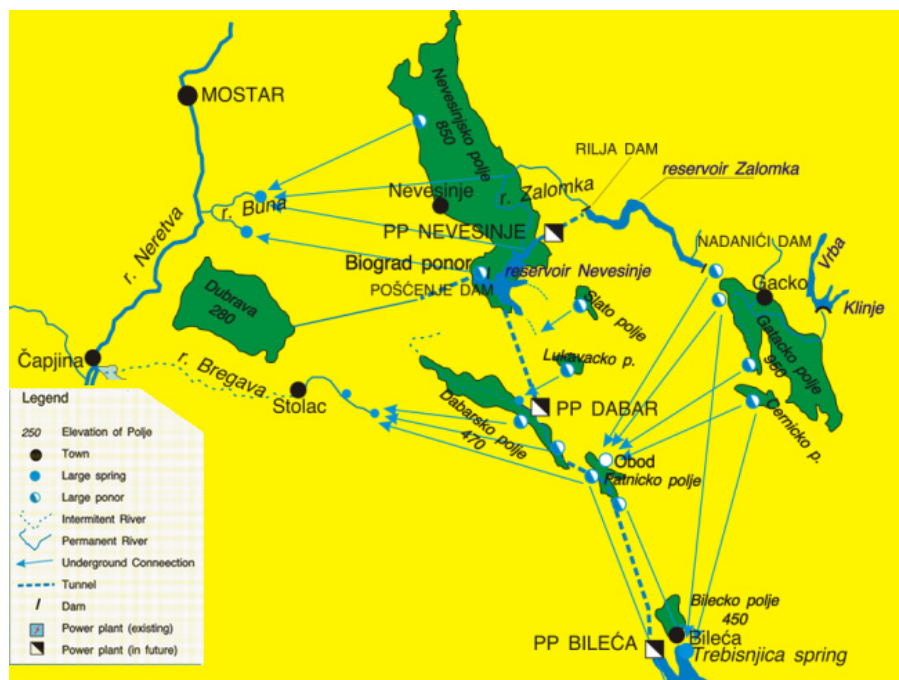 MOSTAR
Nevesinjsko polje
850
RILJA DAM
reservoir Zalomka
r. Zalomka
Nevesinje
r. Buna
r. Neretva
PP NEVESINJE
NADANIĆI DAM
Vrba
Biograd ponor
reservoir Nevesinje
Gacko
POŠĆENJE DAM
Klinje
Dubrava
280
Slato polje
Gatacko polje
960
Čapjina
r. Bregava
Lukavacko p.
Stolac
Dabarsko polje
470
PP DABAR
Cernicko p.
Obod
Fatnicko polje
Bilecko polje
450
PP BILEĆA
Bileća
Trebisnjica spring
Legend
250 Elevation of Polje
Town
Large spring
Large ponor
Intermitent River
Permanent River
Underground Conneection
Tunnel
Dam
Power plant (existing)
Power plant (in future)